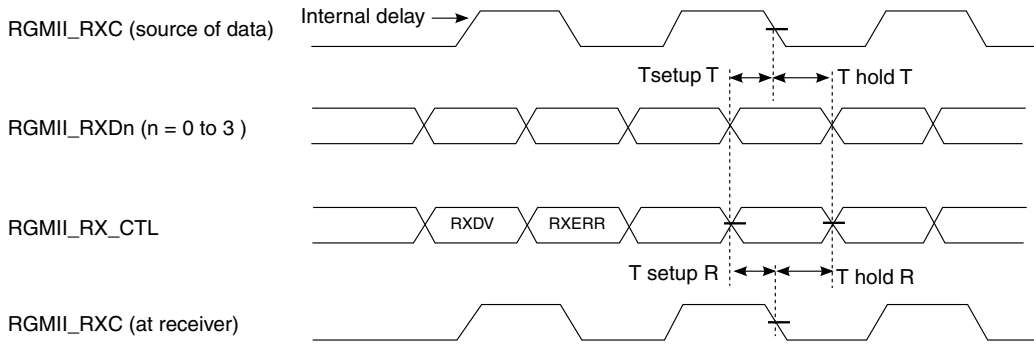 Internal delay
RGMII_RXC (source of data)
Tsetup T
T hold T
RGMII_RXDn (n = 0 to 3 )
RGMII_RX_CTL
RXDV
RXERR
T setup R
T hold R
RGMII_RXC (at receiver)